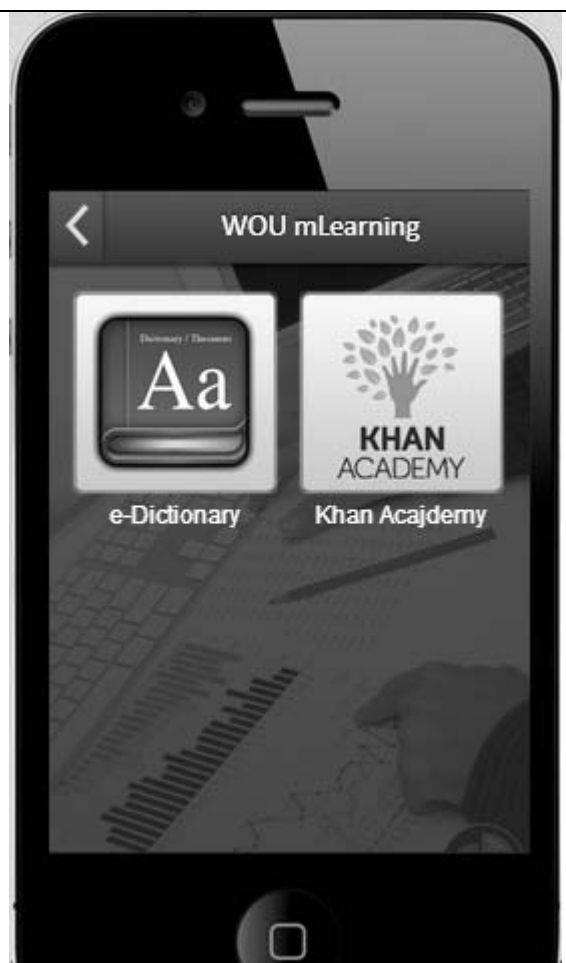 WOU mLearning
Dictionary / Thesaurus
Aa
KHAN
ACADEMY
e-Dictionary
Khan Acajdemy